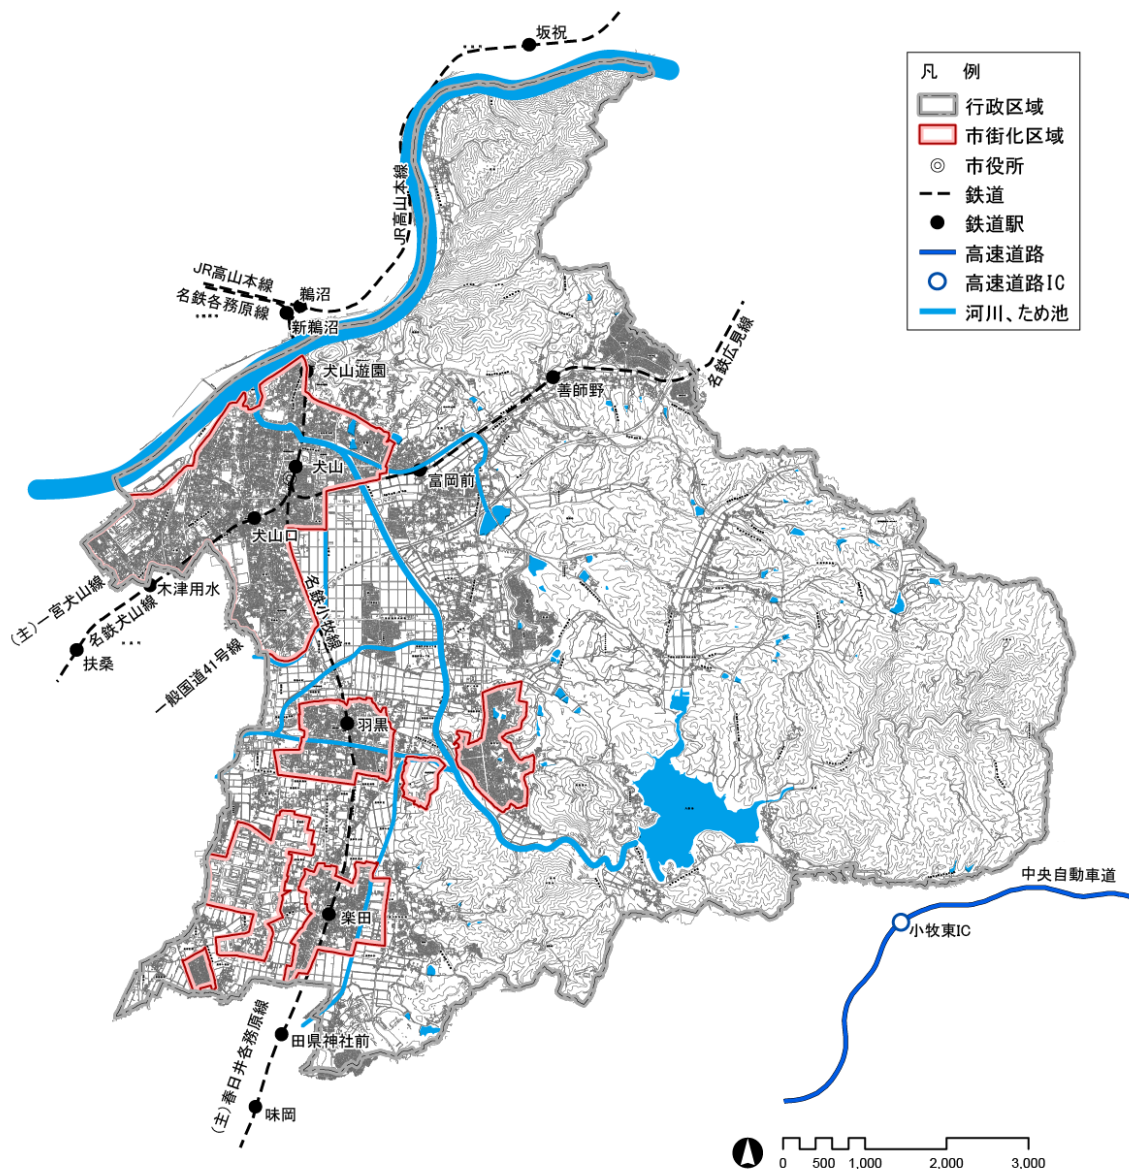 坂祝
凡 例
行政区域
市街化区域
市役所
鉄道
鉄道駅
高速道路
高速道路IC
河川、ため池
JR高山本線
JR高山本線
名鉄各務原線
鵜沼
新鵜沼
犬山遊園
名鉄広見線
善師野
犬山
富岡前
犬山口
木津用水
(主)一宮犬山線
名鉄犬山線
扶桑
一般国道41号線
名鉄小牧線
羽黒
楽田
中央自動車道
小牧東IC
田県神社前
(主)春日井各務原線
味岡
0 500 1,000 2,000 3,000